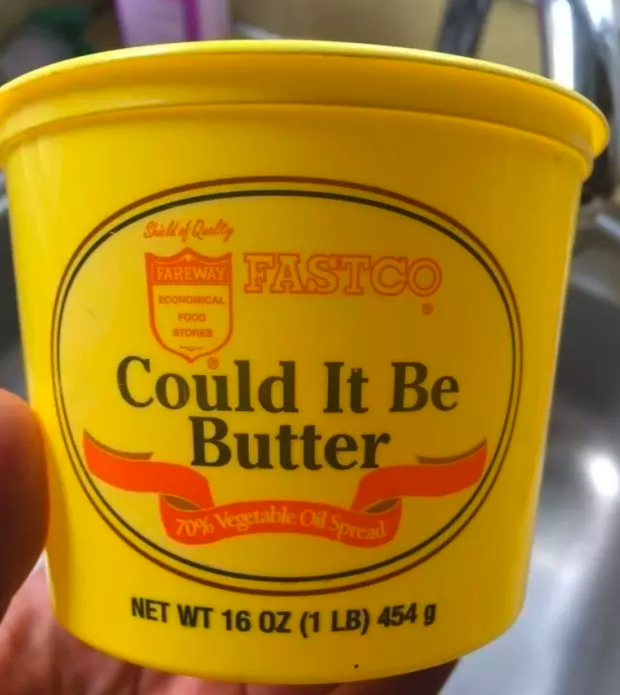 Shield of Quality
FAREWAY
ECONOMICAL
FOOD
STORES
®
FASTCO
®
Could It Be
Butter
70% Vegetable Oil Spread
NET WT 16 OZ (1 LB) 454 g